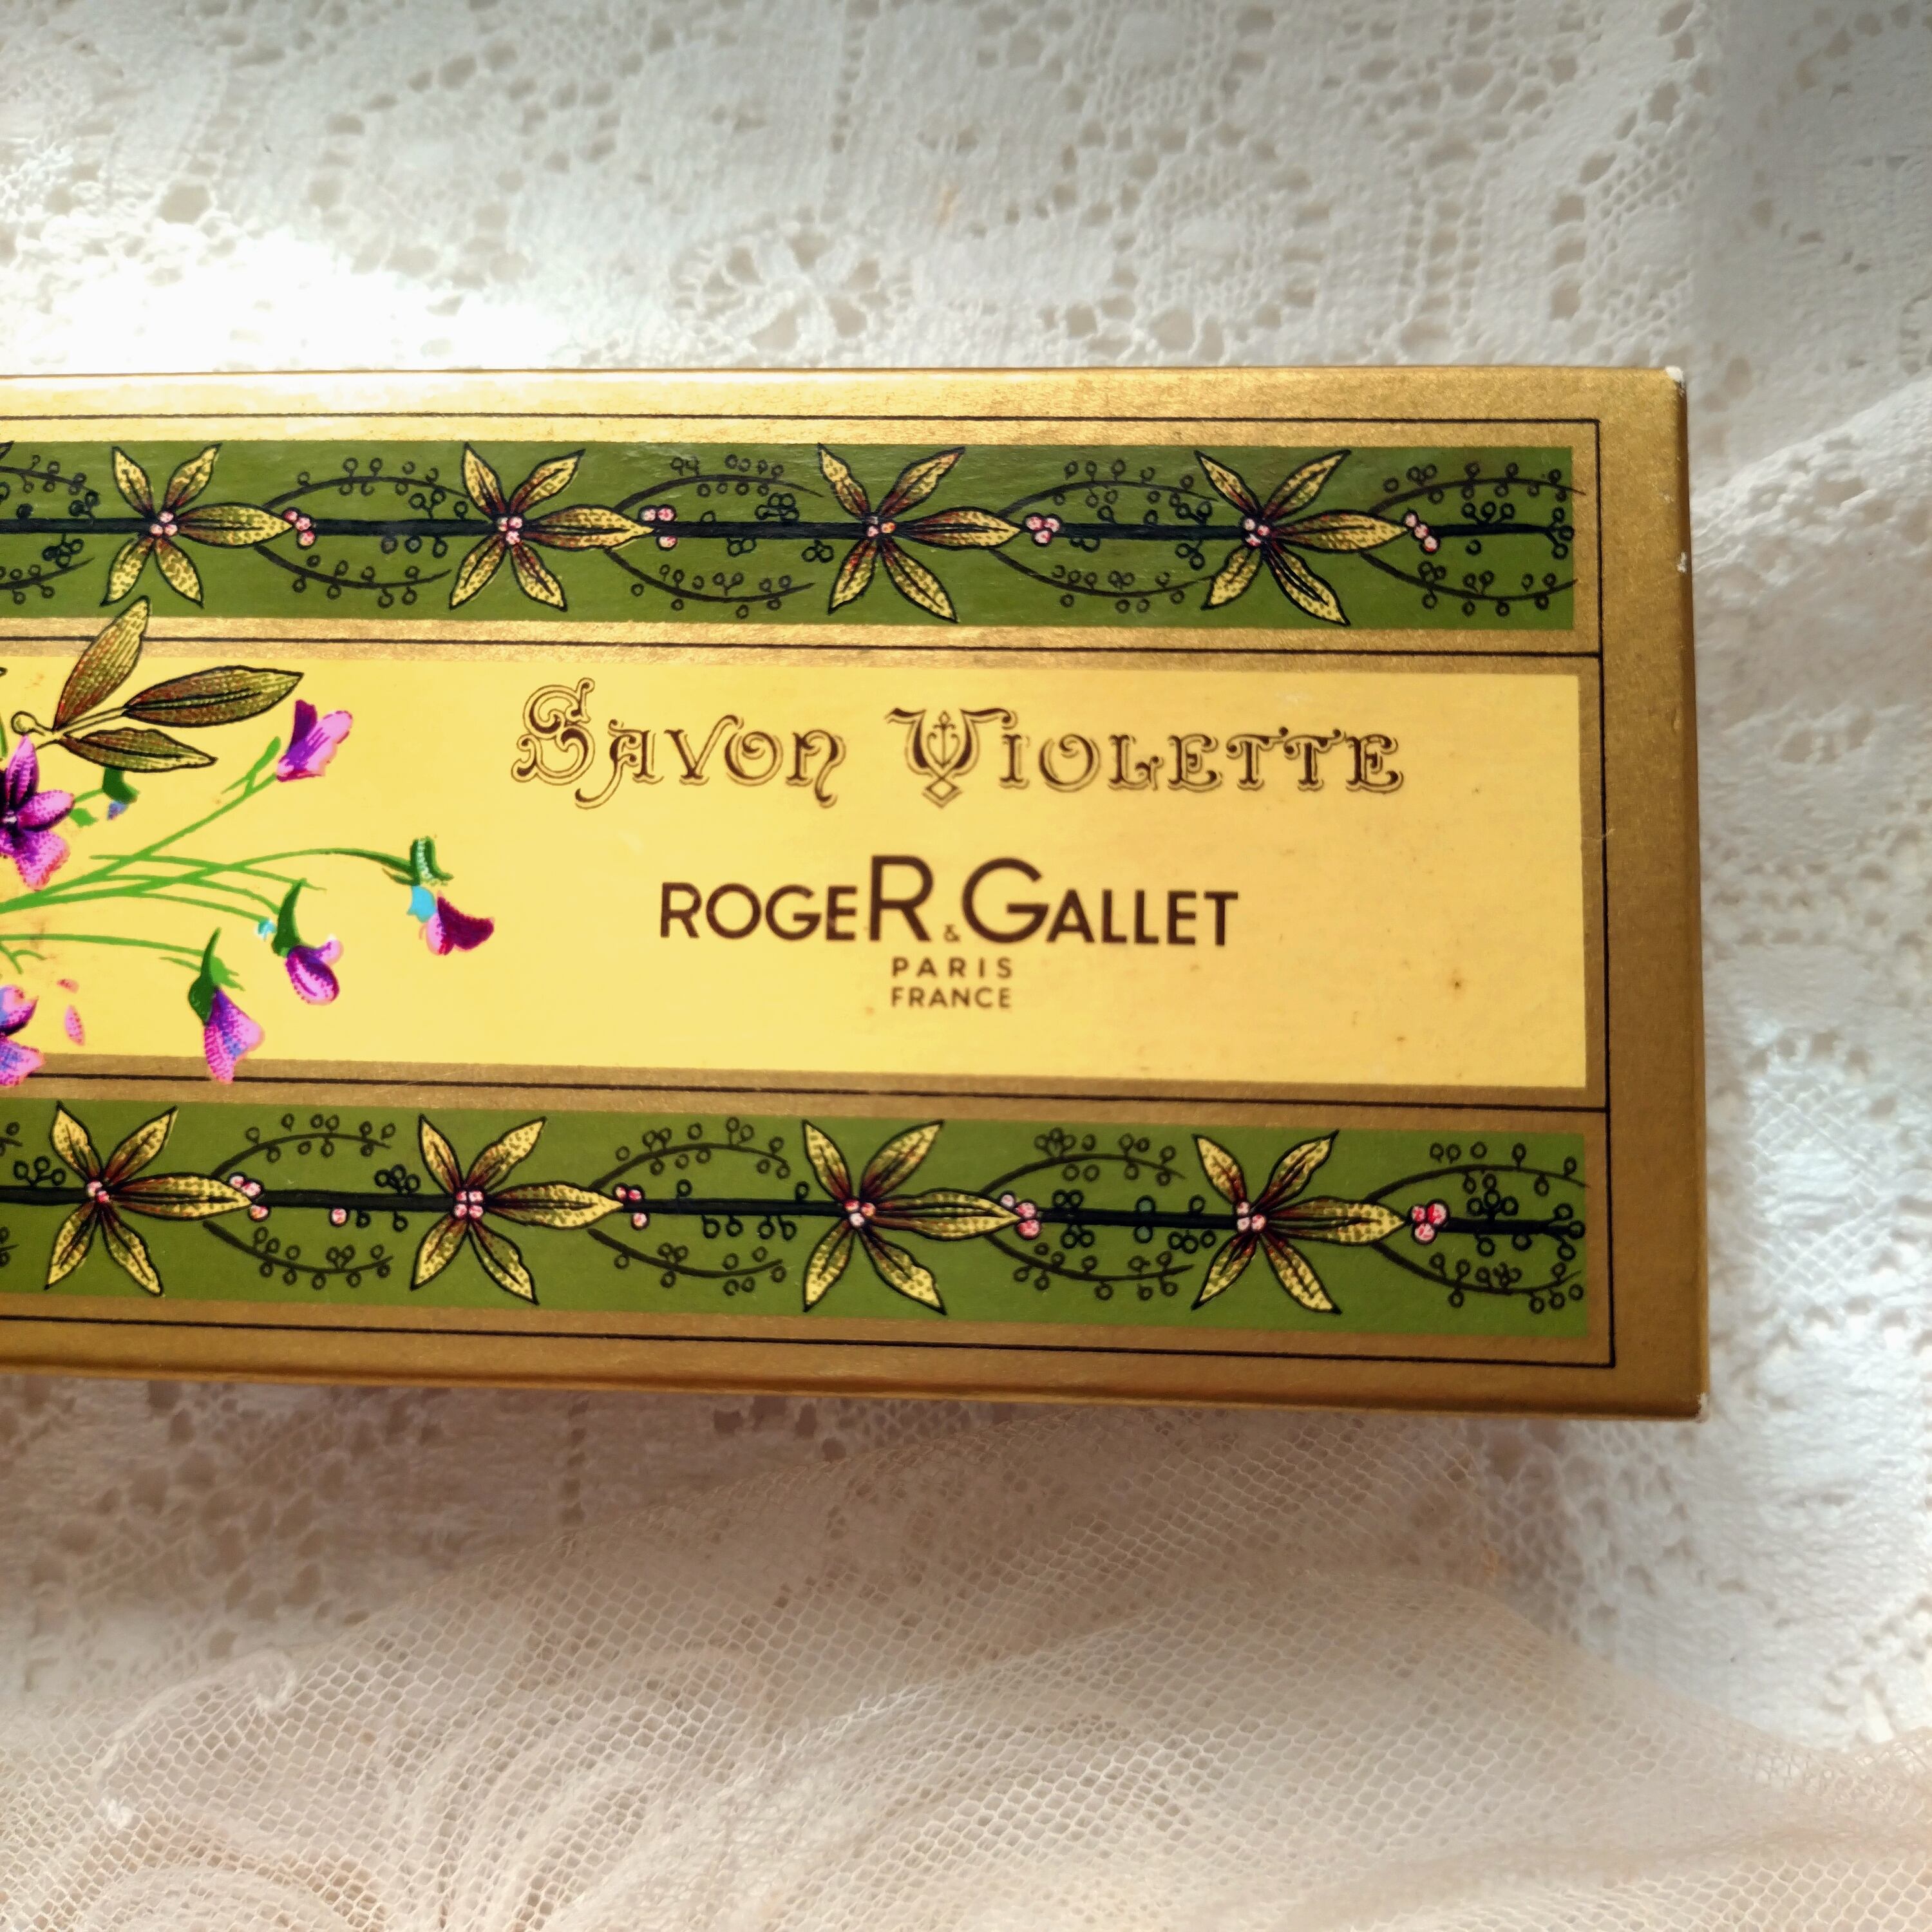 Savon Violette
ROGER & GALLET
PARIS
FRANCE